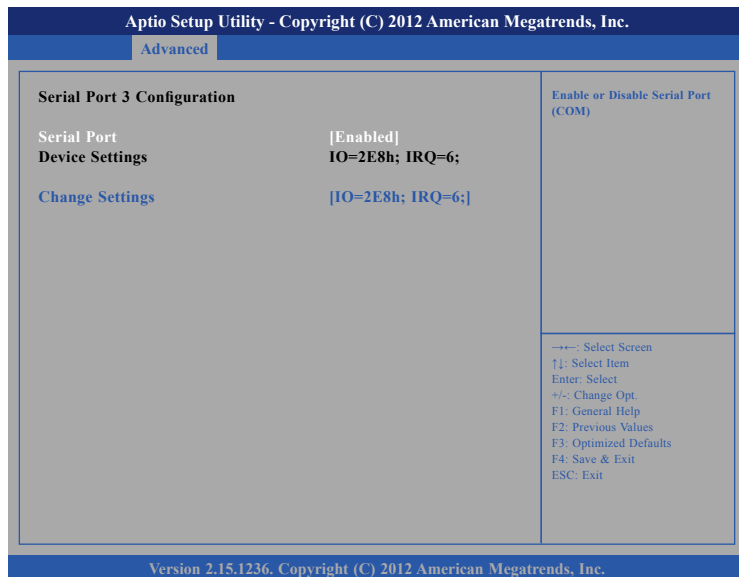 Aptio Setup Utility - Copyright (C) 2012 American Megatrends, Inc.
Advanced
Serial Port 3 Configuration
Serial Port [Enabled]
Device Settings IO=2E8h; IRQ=6;
Change Settings [IO=2E8h; IRQ=6;]
Enable or Disable Serial Port
(COM)
→←: Select Screen
↑↓: Select Item
Enter: Select
+/-: Change Opt.
F1: General Help
F2: Previous Values
F3: Optimized Defaults
F4: Save & Exit
ESC: Exit
Version 2.15.1236. Copyright (C) 2012 American Megatrends, Inc.